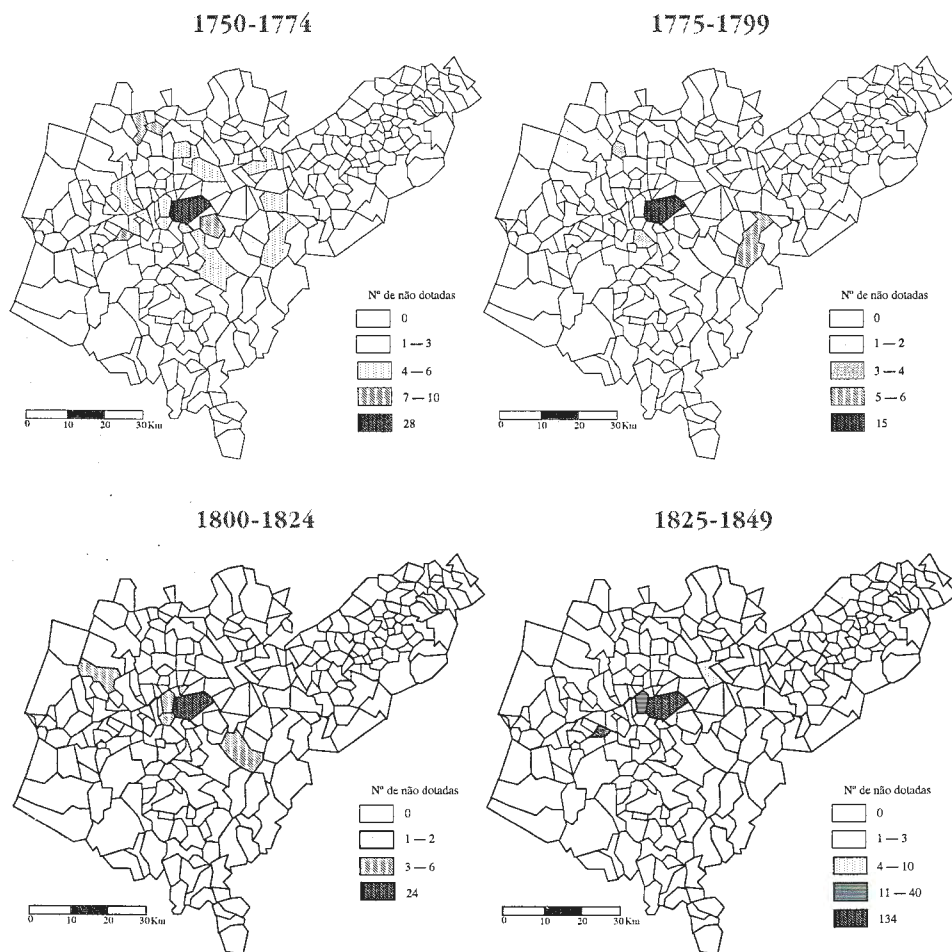 1750-1774
Nº de não dotadas
0
1 — 3
4 — 6
7 — 10
28
0 10 20 30 Km
1775-1799
Nº de não dotadas
0
1 — 2
3 — 4
5 — 6
15
0 10 20 30 Km
1800-1824
Nº de não dotadas
0
1 — 2
3 — 6
24
0 10 20 30 Km
1825-1849
Nº de não dotadas
0
1 — 3
4 — 10
11 — 40
134
0 10 20 30 Km